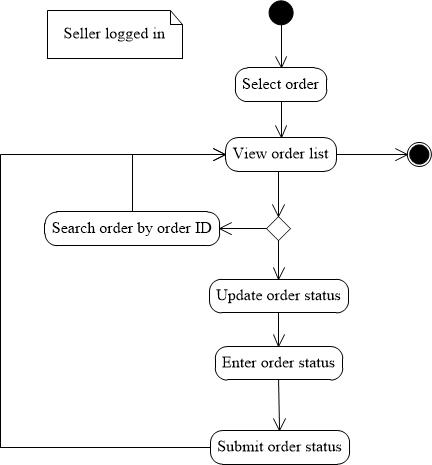 Seller logged in
Select order
View order list
Search order by order ID
Update order status
Enter order status
Submit order status